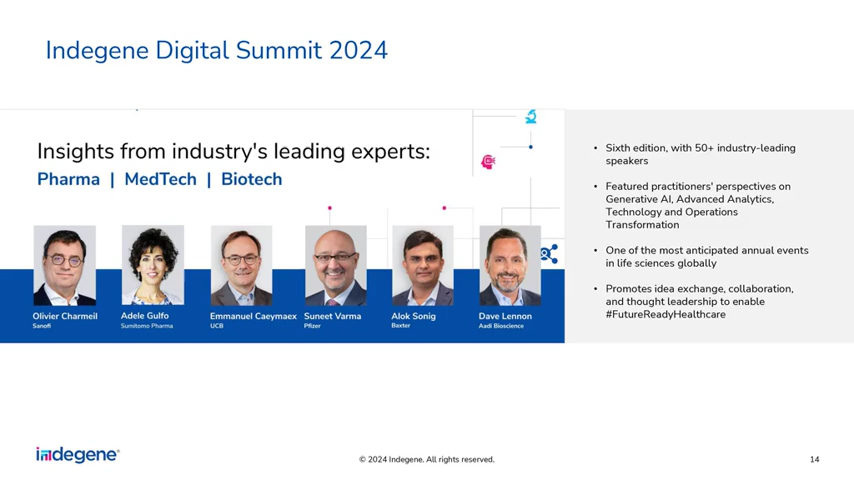 Indegene Digital Summit 2024
Insights from industry's leading experts:
Pharma | MedTech | Biotech
Olivier Charmeil
Sanofi
Adele Gulfo
Sumitomo Pharma
Emmanuel Caeymaex
UCB
Suneet Varma
Pfizer
Alok Sonig
Baxter
Dave Lennon
Aadi Bioscience
• Sixth edition, with 50+ industry-leading
speakers
• Featured practitioners' perspectives on
Generative AI, Advanced Analytics,
Technology and Operations
Transformation
• One of the most anticipated annual events
in life sciences globally
• Promotes idea exchange, collaboration,
and thought leadership to enable
#FutureReadyHealthcare
indegene®
© 2024 Indegene. All rights reserved.
14